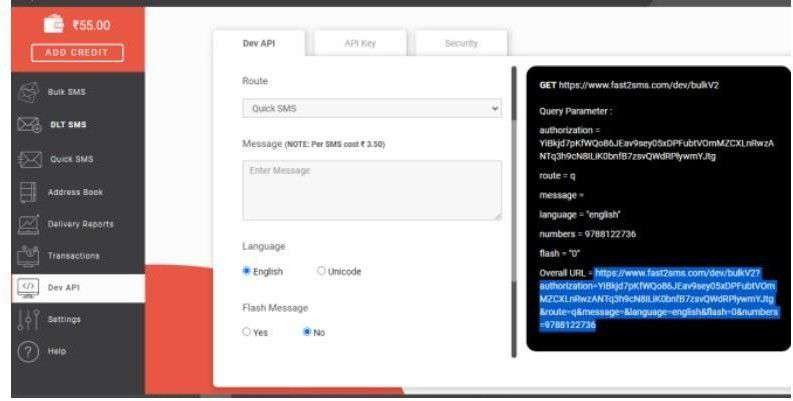 ₹55.00
ADD CREDIT
Bulk SMS
DLT SMS
Quick SMS
Address Book
Delivery Reports
Transactions
Dev API
Settings
Help
Dev API
API Key
Security
Route
Quick SMS
Message (NOTE: Per SMS cost ₹ 3.50)
Enter Message
Language
English
Unicode
Flash Message
Yes
No
GET https://www.fast2sms.com/dev/bulkV2
Query Parameter :
authorization =
route = q
message =
language = "english"
numbers = 9788122736
flash = "0"
Overall URL = https://www.fast2sms.com/dev/bulkV2?
&route=q&message=&language=english&flash=0&numbers
=9788122736